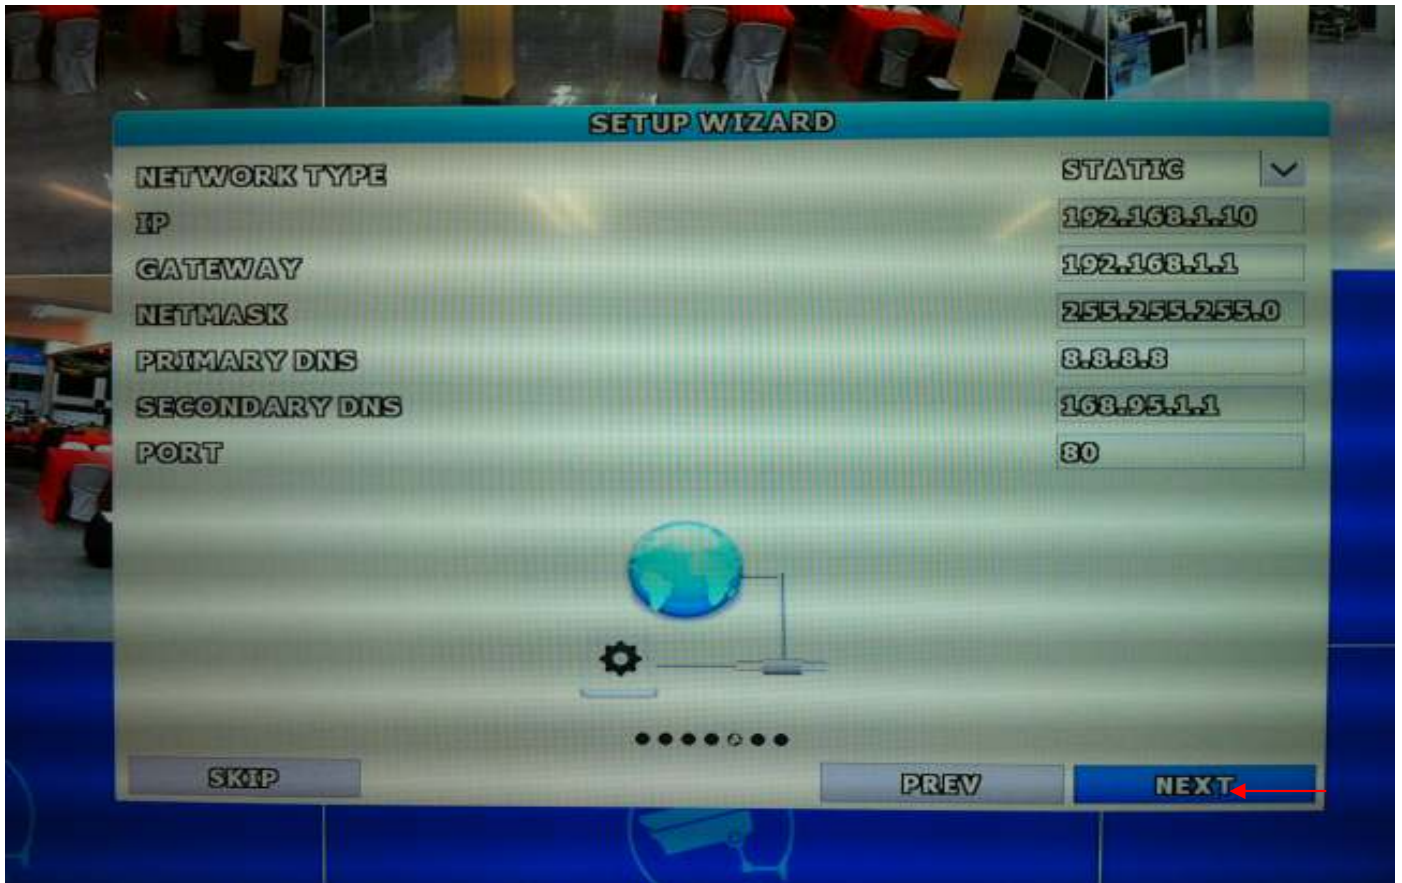 SETUP WIZARD
NETWORK TYPE STATIC
IP 192.168.1.10
GATEWAY 192.168.1.1
NETMASK 255.255.255.0
PRIMARY DNS 8.8.8.8
SECONDARY DNS 168.95.1.1
PORT 80
SKIP PREV NEXT